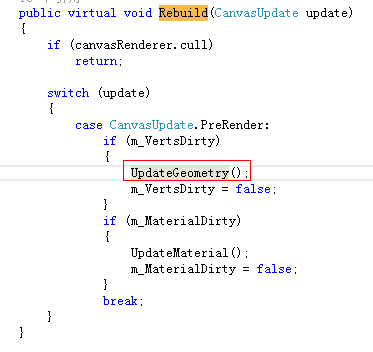 public virtual void Rebuild(CanvasUpdate update)
{
    if (canvasRenderer.cull)
        return;

    switch (update)
    {
        case CanvasUpdate.PreRender:
            if (m_VertsDirty)
            {
                UpdateGeometry();
                m_VertsDirty = false;
            }
            if (m_MaterialDirty)
            {
                UpdateMaterial();
                m_MaterialDirty = false;
            }
            break;
    }
}